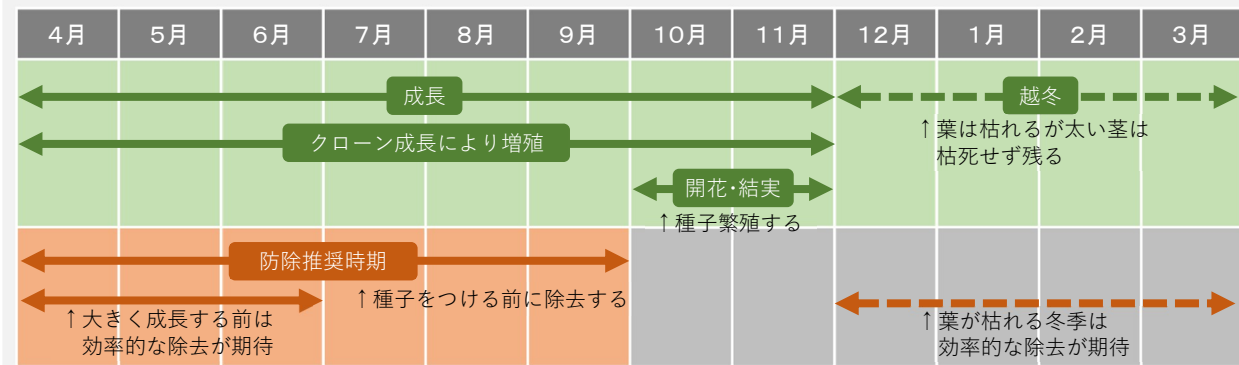 4月 5月 6月 7月 8月 9月 10月 11月 12月 1月 2月 3月
成長
越冬
↑葉は枯れるが太い茎は
枯死せず残る
クローン成長により増殖
開花・結実
↑種子繁殖する
防除推奨時期
↑種子をつける前に除去する
↑大きく成長する前は
効率的な除去が期待
↑葉が枯れる冬季は
効率的な除去が期待